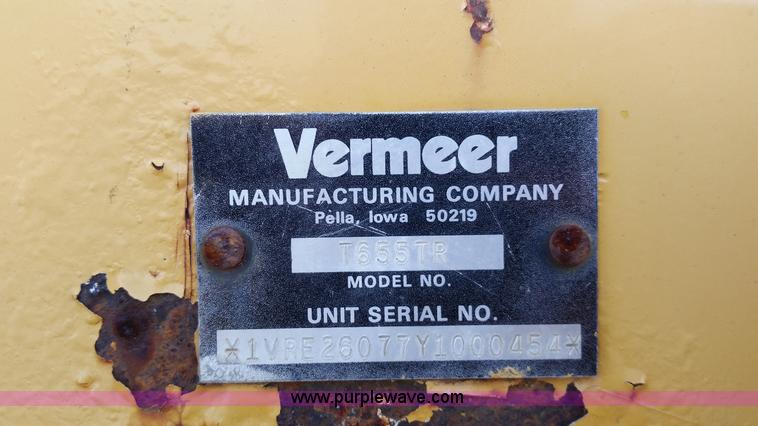 Vermeer
MANUFACTURING COMPANY
Pella, Iowa 50219
T655TR
MODEL NO.
UNIT SERIAL NO.
*1VRE26077Y1000454*
www.purplewave.com